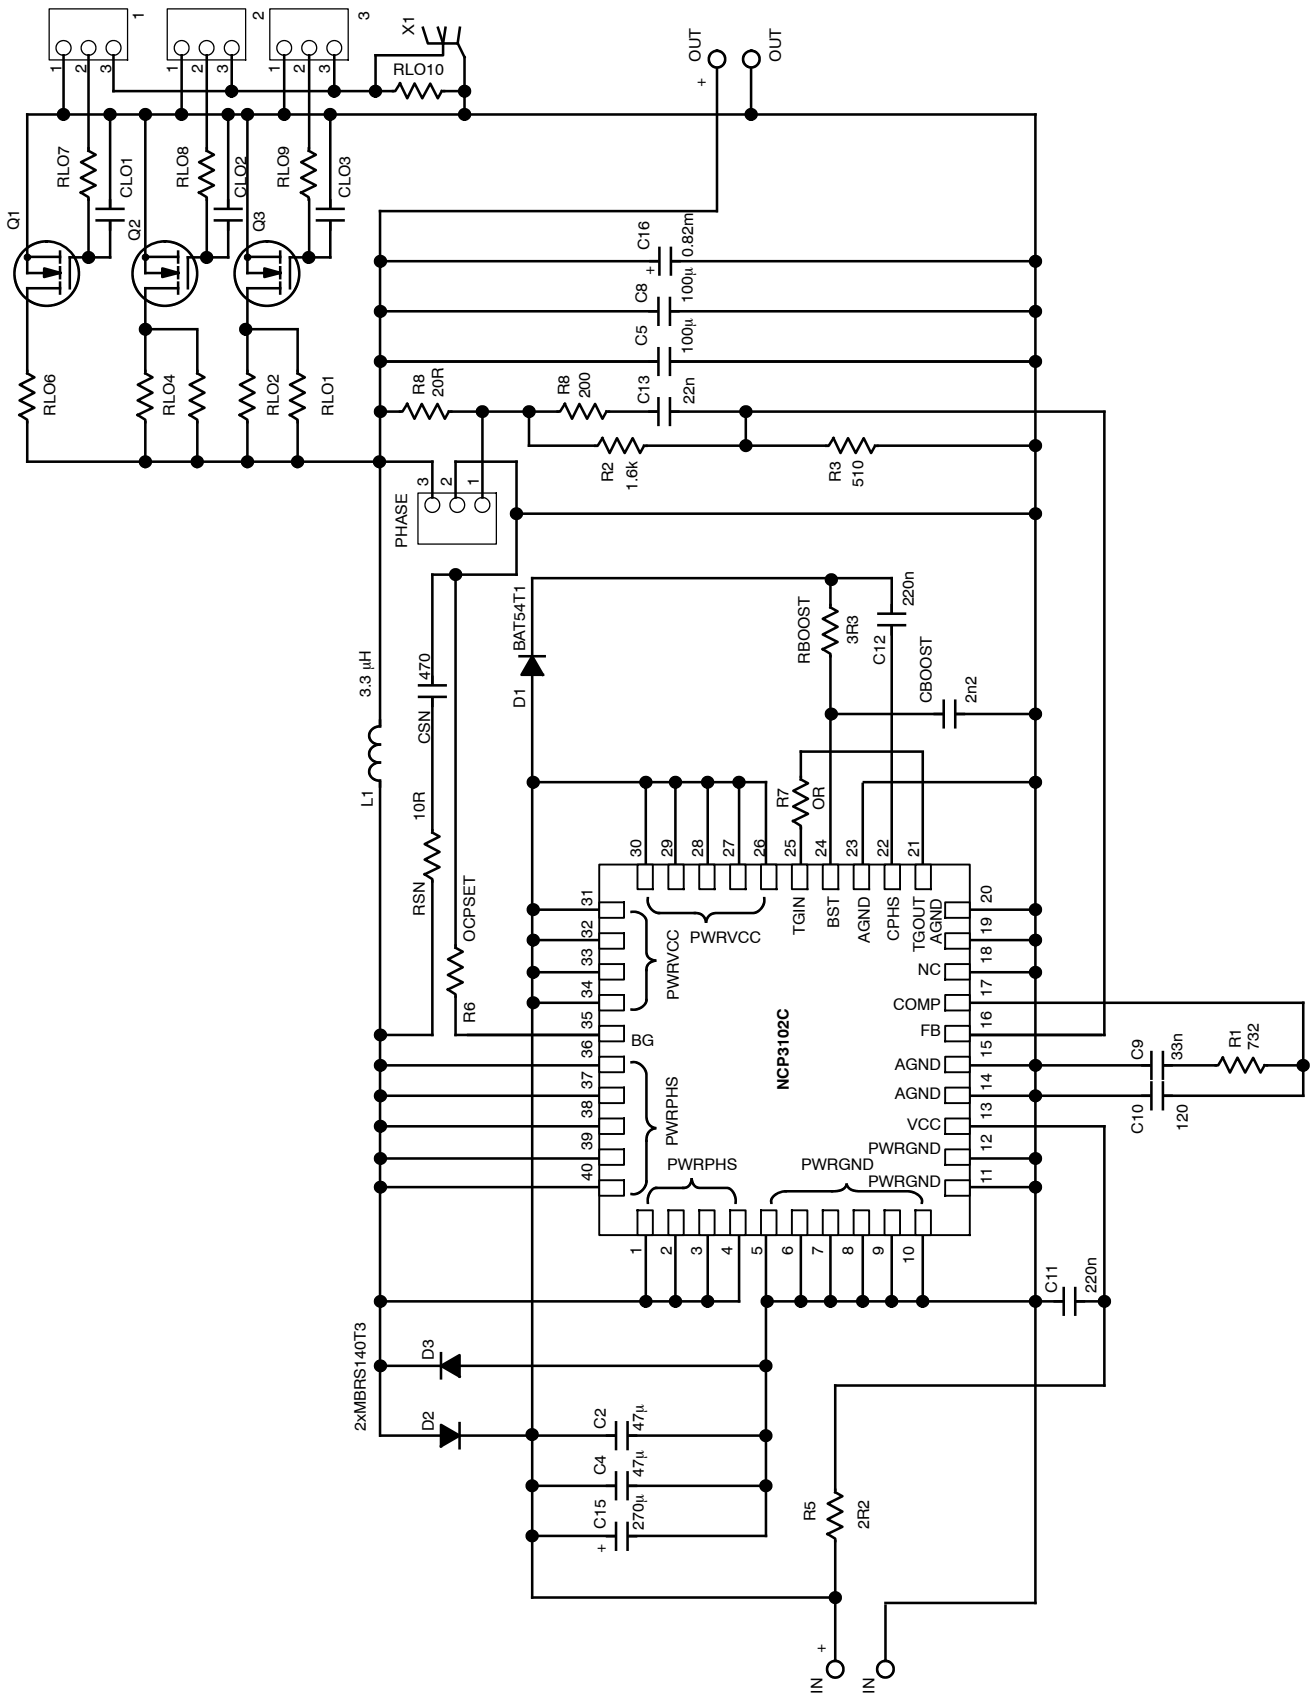 1
2
3
1
2
3
1
2
3
1
2
3
X1
RLO10
OUT
+
OUT
Q1
RLO7
CLO1
Q2
RLO8
CLO2
Q3
RLO9
CLO3
RLO6
RLO4
RLO2
RLO1
C16
+
0.82m
C8
100µ
C5
100µ
R8
20R
R8
200
C13
22n
R2
1.6k
R3
510
PHASE
3
2
1
3.3 µH
L1
470
CSN
10R
RSN
OCPSET
R6
BAT54T1
D1
RBOOST
3R3
C12
220n
CBOOST
2n2
R7
OR
30
29
28
27
26
25
24
23
22
21
PWRVCC
TGIN
BST
AGND
CPHS
TGOUT
31
32
33
34
35
36
37
38
39
40
PWRVCC
BG
PWRPHS
NCP3102C
AGND
20
19
NC
18
COMP
17
FB
16
AGND
15
AGND
14
VCC
13
PWRGND
12
PWRGND
11
PWRPHS
PWRGND
1
2
3
4
5
6
7
8
9
10
C9
33n
R1
732
C10
120
C11
220n
2xMBRS140T3
D3
D2
C2
47µ
C4
47µ
C15
+
270µ
R5
2R2
IN
+
IN